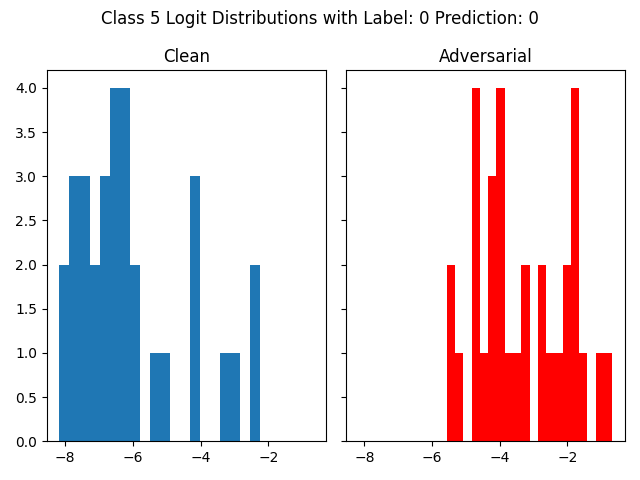 Class 5 Logit Distributions with Label: 0 Prediction: 0
Clean
Adversarial
4.0
3.5
3.0
2.5
2.0
1.5
1.0
0.5
0.0
−8 −6 −4 −2
−8 −6 −4 −2